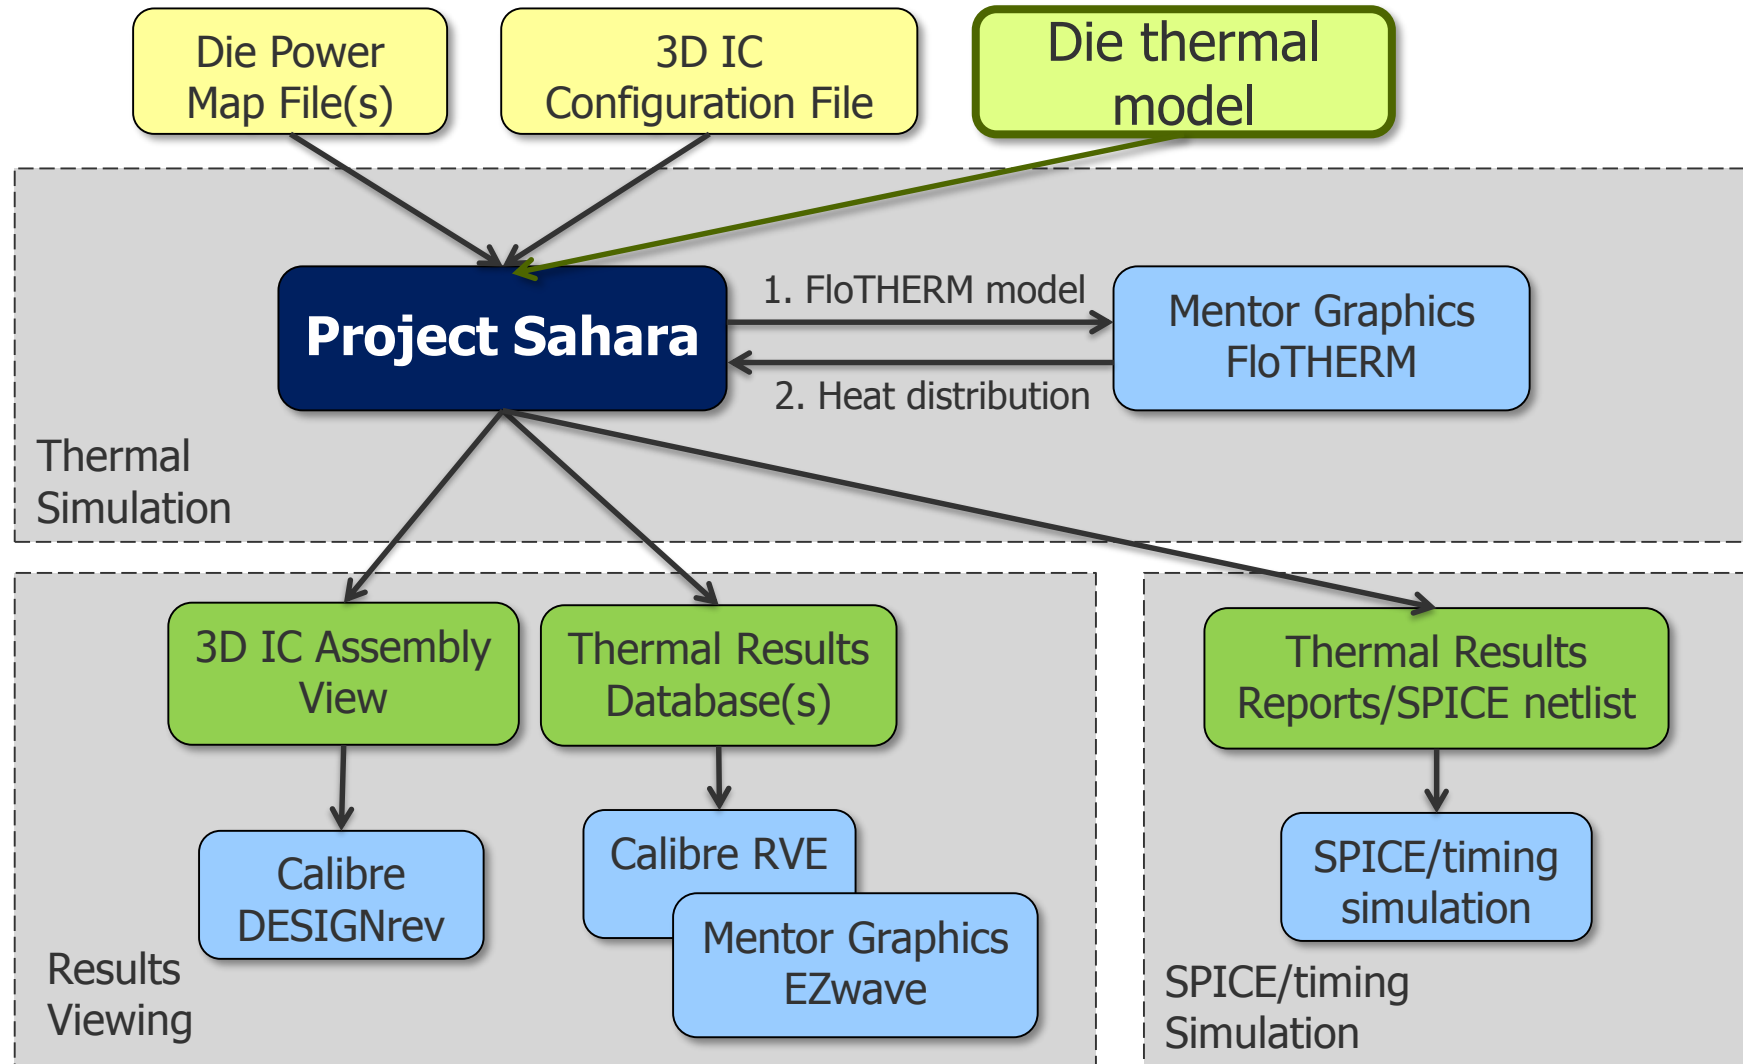 Die Power
Map File(s)
3D IC
Configuration File
Die thermal
model
Project Sahara
1. FloTHERM model
2. Heat distribution
Mentor Graphics
FloTHERM
Thermal
Simulation
3D IC Assembly
View
Thermal Results
Database(s)
Thermal Results
Reports/SPICE netlist
Calibre
DESIGNrev
Calibre RVE
Mentor Graphics
EZwave
SPICE/timing
simulation
Results
Viewing
SPICE/timing
Simulation